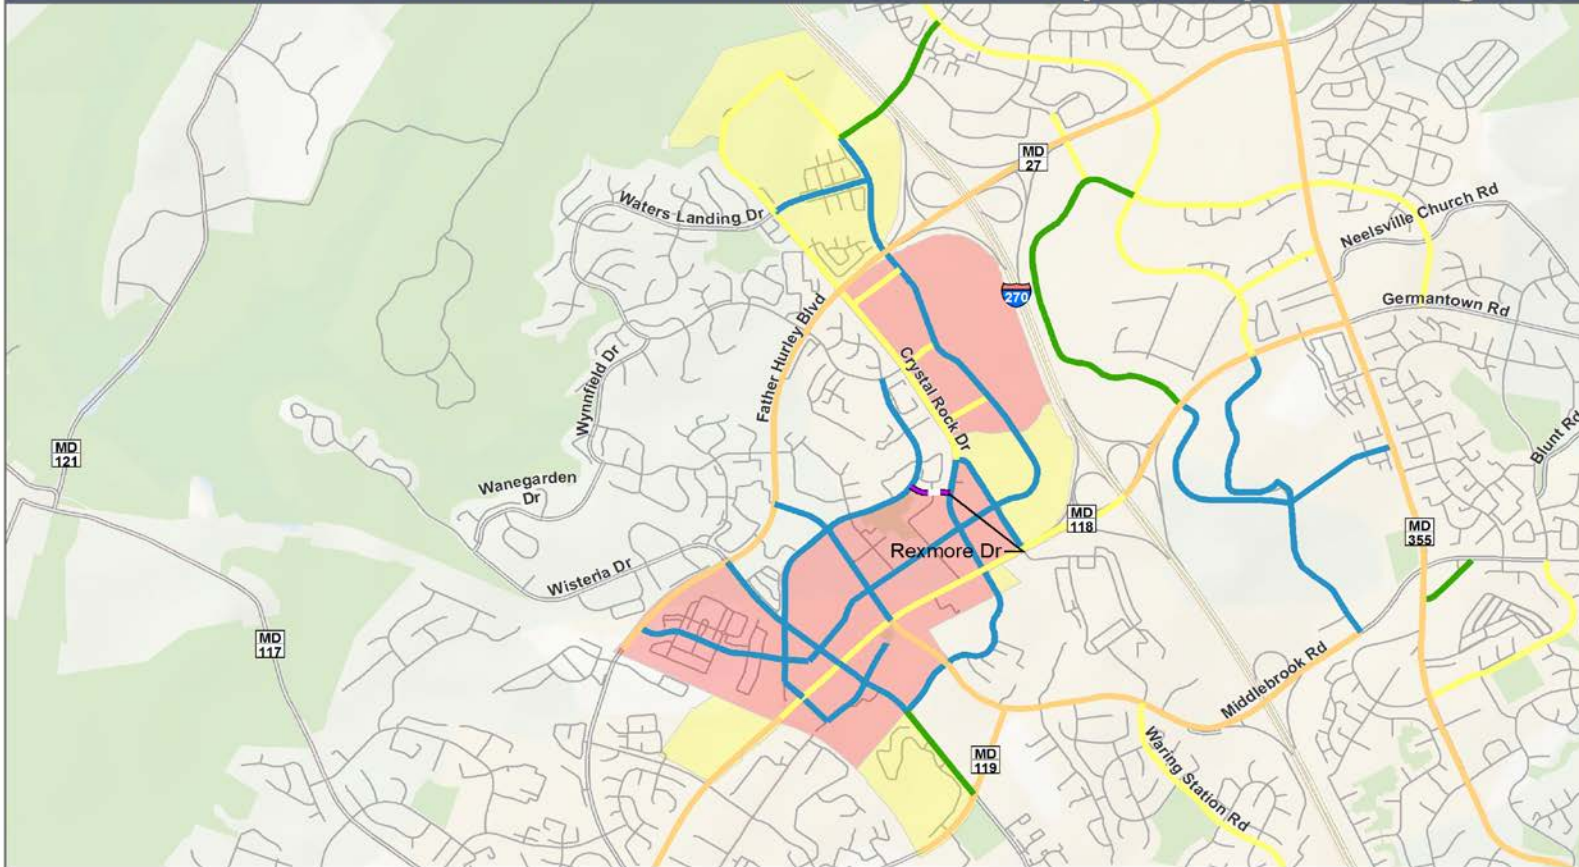 MD
27
Waters Landing Dr
Neelsville Church Rd
270
Germantown Rd
Father Hurley Blvd
Crystal Rock Dr
Wynnfield Dr
MD
121
Blunt Rd
Wanegarden
Dr
MD
118
MD
355
Rexmore Dr
Wisteria Dr
MD
117
Middlebrook Rd
MD
119
Waring Station Rd